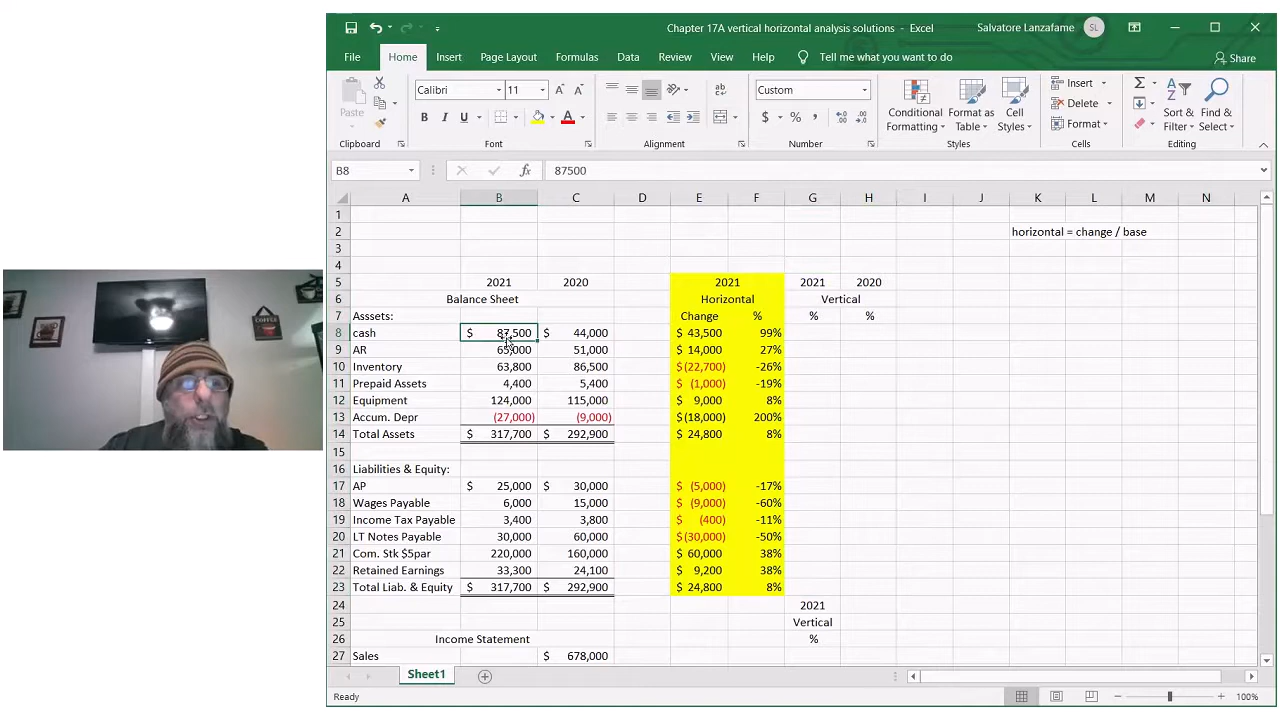 Chapter 17A vertical horizontal analysis solutions - Excel Salvatore Lanzafame SL
File Home Insert Page Layout Formulas Data Review View Help Tell me what you want to do Share
Calibri 11 A A ab Custom Insert Σ
Paste B I U A $ % , Conditional Formatting Format as Table Cell Styles Delete Format Sort & Filter Find & Select
Clipboard Font Alignment Number Styles Cells Editing
B8 fx 87500
A B C D E F G H I J K L M N
1
2 horizontal = change / base
3
4
5 2021 2020 2021 2021 2020
6 Balance Sheet Horizontal Vertical
7 Asssets: Change % % %
8 cash $ 87,500 $ 44,000 $ 43,500 99%
9 AR 65,000 51,000 $ 14,000 27%
10 Inventory 63,800 86,500 $(22,700) -26%
11 Prepaid Assets 4,400 5,400 $ (1,000) -19%
12 Equipment 124,000 115,000 $ 9,000 8%
13 Accum. Depr (27,000) (9,000) $(18,000) 200%
14 Total Assets $ 317,700 $ 292,900 $ 24,800 8%
15
16 Liabilities & Equity:
17 AP $ 25,000 $ 30,000 $ (5,000) -17%
18 Wages Payable 6,000 15,000 $ (9,000) -60%
19 Income Tax Payable 3,400 3,800 $ (400) -11%
20 LT Notes Payable 30,000 60,000 $(30,000) -50%
21 Com. Stk $5par 220,000 160,000 $ 60,000 38%
22 Retained Earnings 33,300 24,100 $ 9,200 38%
23 Total Liab. & Equity $ 317,700 $ 292,900 $ 24,800 8%
24 2021
25 Vertical
26 Income Statement %
27 Sales $ 678,000
Sheet1
Ready 100%